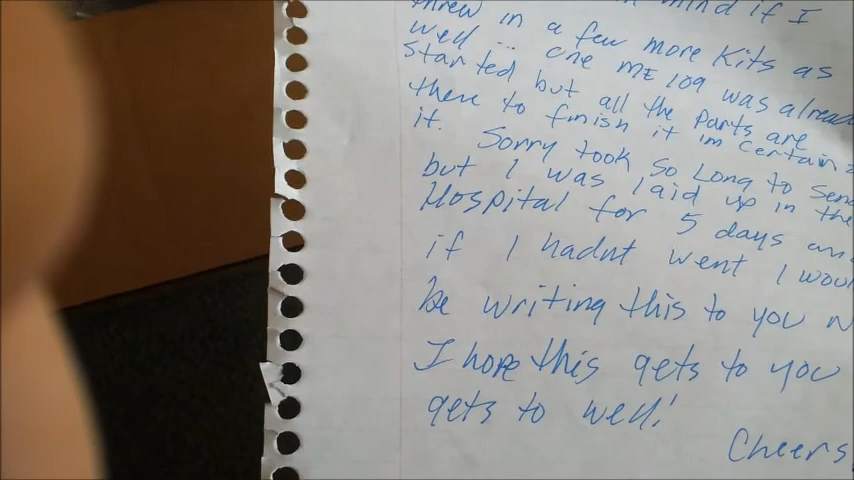 threw in a few more Kits as
well ... one ME 109 was alread
started but all the parts are
there to finish it im certain
it.
Sorry took so Long to send
but I was laid up in the
Hospital for 5 days an
if I hadnt went I woul
be writing this to you n
I hope this gets to you
gets to well!
Cheers